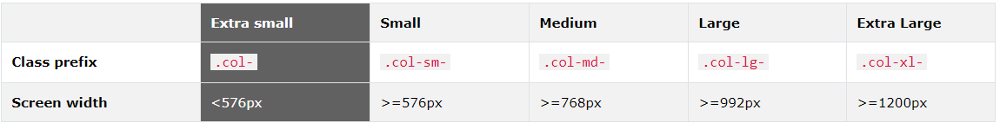 Extra small Small Medium Large Extra Large
Class prefix .col- .col-sm- .col-md- .col-lg- .col-xl-
Screen width <576px >=576px >=768px >=992px >=1200px